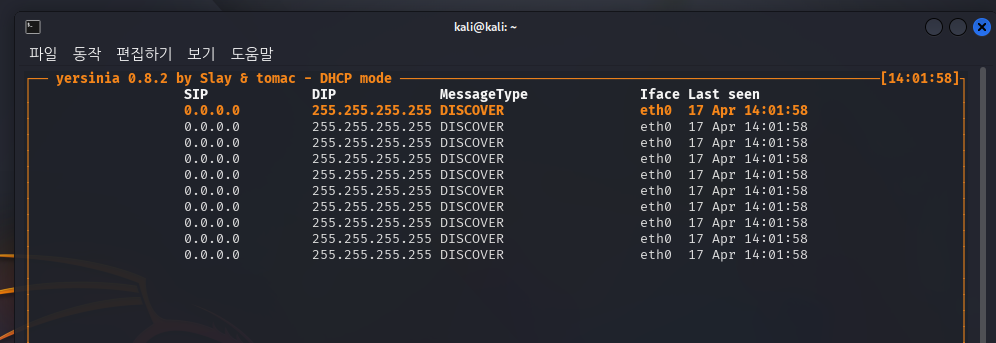 kali@kali: ~
파일 동작 편집하기 보기 도움말
yersinia 0.8.2 by Slay & tomac - DHCP mode [14:01:58]
SIP DIP MessageType Iface Last seen
0.0.0.0 255.255.255.255 DISCOVER eth0 17 Apr 14:01:58
0.0.0.0 255.255.255.255 DISCOVER eth0 17 Apr 14:01:58
0.0.0.0 255.255.255.255 DISCOVER eth0 17 Apr 14:01:58
0.0.0.0 255.255.255.255 DISCOVER eth0 17 Apr 14:01:58
0.0.0.0 255.255.255.255 DISCOVER eth0 17 Apr 14:01:58
0.0.0.0 255.255.255.255 DISCOVER eth0 17 Apr 14:01:58
0.0.0.0 255.255.255.255 DISCOVER eth0 17 Apr 14:01:58
0.0.0.0 255.255.255.255 DISCOVER eth0 17 Apr 14:01:58
0.0.0.0 255.255.255.255 DISCOVER eth0 17 Apr 14:01:58
0.0.0.0 255.255.255.255 DISCOVER eth0 17 Apr 14:01:58